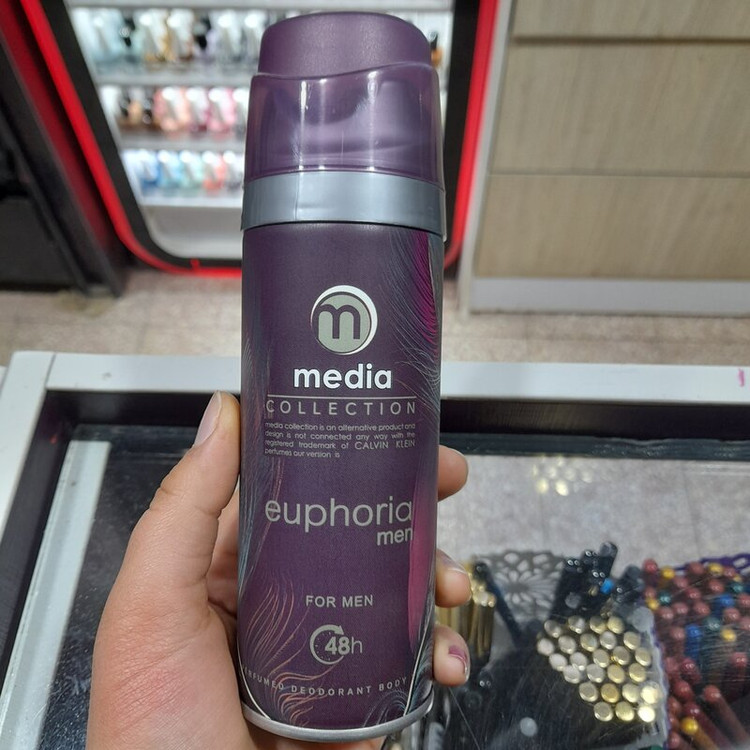 m
media
COLLECTION
media collection is an alternative product and
design is not connected any way with the
registered trademark of CALVIN KLEIN
perfumes our version is
euphoria
men
FOR MEN
48h
DEODORANT BODY